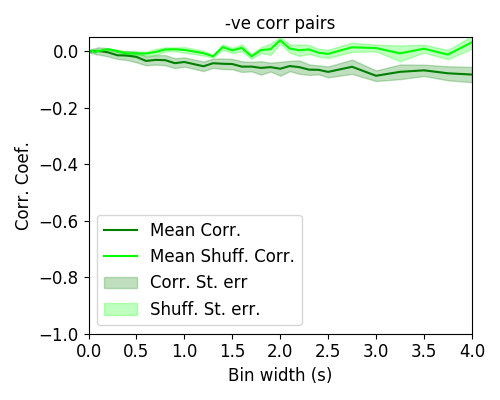 -ve corr pairs
Corr. Coef.
0.0
−0.2
−0.4
−0.6
−0.8
−1.0
Mean Corr.
Mean Shuff. Corr.
Corr. St. err
Shuff. St. err.
0.0 0.5 1.0 1.5 2.0 2.5 3.0 3.5 4.0
Bin width (s)